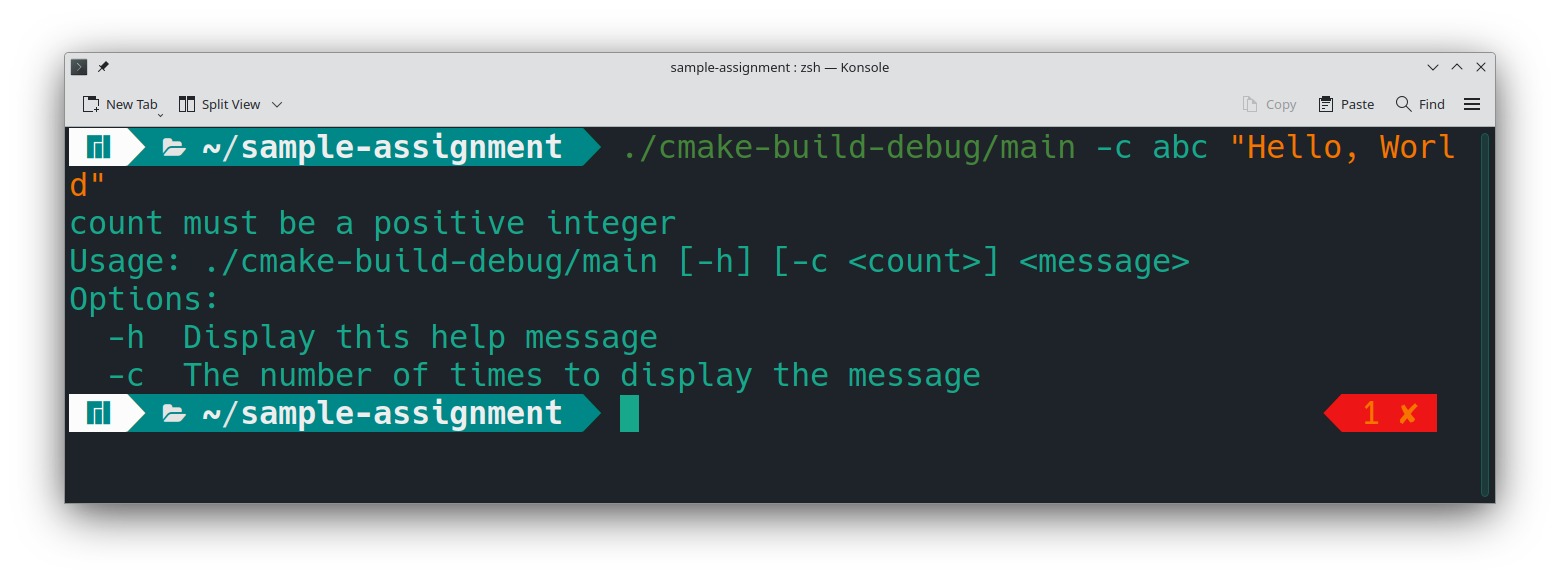 sample-assignment : zsh — Konsole
New Tab Split View Copy Paste Find
~/sample-assignment ./cmake-build-debug/main -c abc "Hello, Worl
d"
count must be a positive integer
Usage: ./cmake-build-debug/main [-h] [-c <count>] <message>
Options:
  -h  Display this help message
  -c  The number of times to display the message
~/sample-assignment 1 ✘